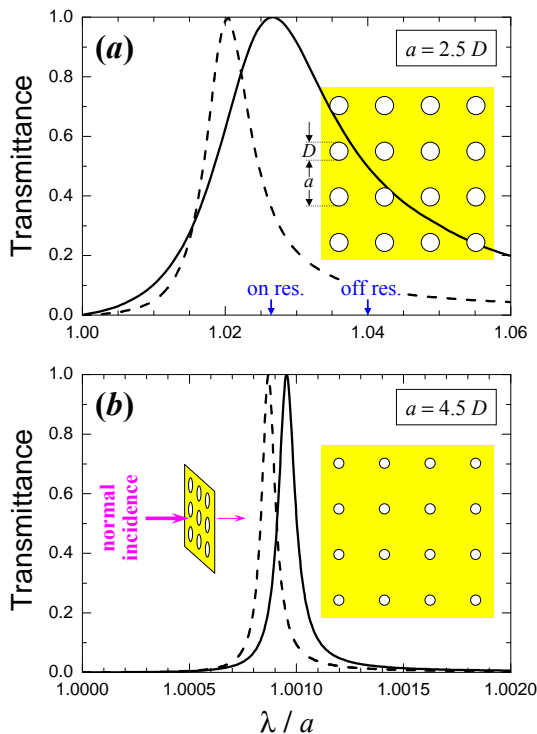 (a)
a = 2.5 D
Transmittance
1.0
0.8
0.6
0.4
0.2
0.0
D
a
on res.
off res.
1.00
1.02
1.04
1.06
(b)
a = 4.5 D
Transmittance
1.0
0.8
0.6
0.4
0.2
0.0
normal
incidence
1.0000
1.0005
1.0010
1.0015
1.0020
λ / a